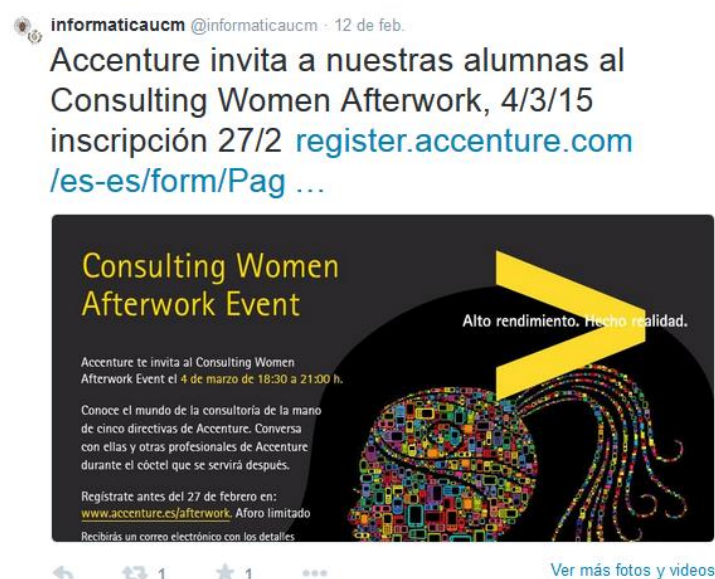 informaticaucm @informaticaucm · 12 de feb.
Accenture invita a nuestras alumnas al
Consulting Women Afterwork, 4/3/15
inscripción 27/2 register.accenture.com
/es-es/form/Pag ...
Consulting Women
Afterwork Event
Alto rendimiento. Hecho realidad.
Accenture te invita al Consulting Women
Afterwork Event el 4 de marzo de 18:30 a 21:00 h.
Conoce el mundo de la consultoría de la mano
de cinco directivas de Accenture. Conversa
con ellas y otras profesionales de Accenture
durante el cóctel que se servirá después.
Regístrate antes del 27 de febrero en:
www.accenture.es/afterwork. Aforo limitado
Recibirás un correo electrónico con los detalles
1 1
Ver más fotos y videos